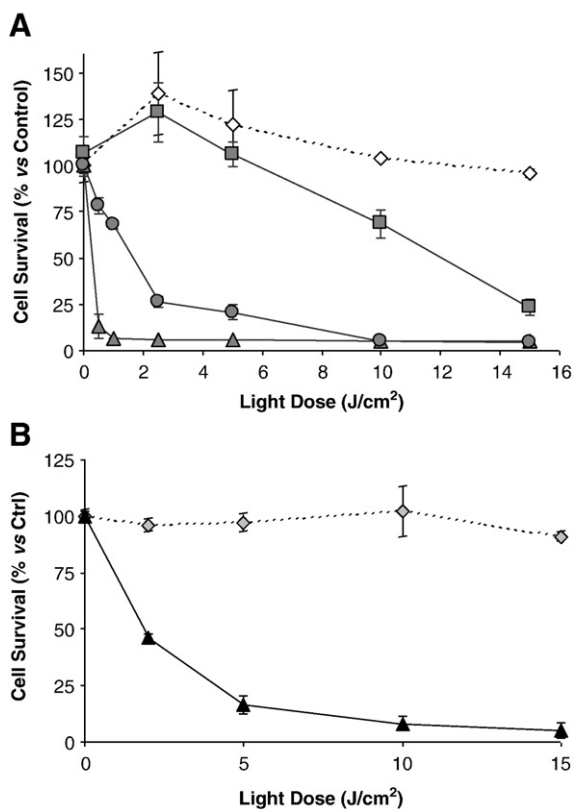 A
Cell Survival (% vs Control)
150
125
100
75
50
25
0
0 2 4 6 8 10 12 14 16
Light Dose (J/cm²)
B
Cell Survival (% vs Ctrl)
125
100
75
50
25
0
0 5 10 15
Light Dose (J/cm²)